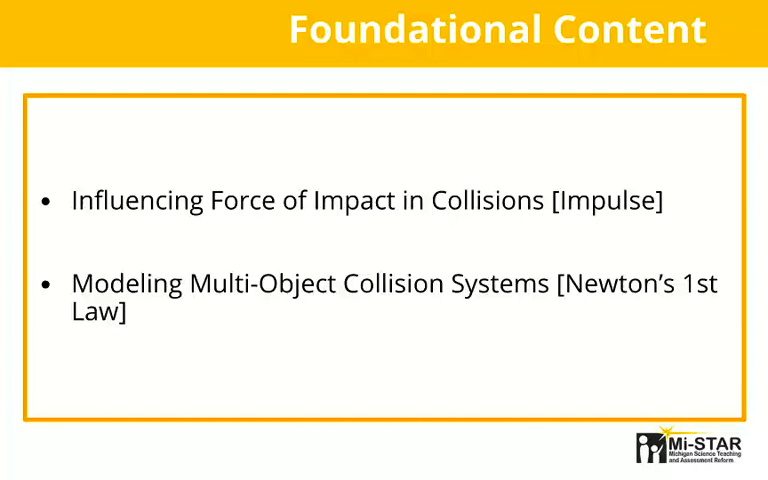 Foundational Content
• Influencing Force of Impact in Collisions [Impulse]
• Modeling Multi-Object Collision Systems [Newton’s 1st
Law]
Mi-STAR
Michigan Science Teaching
and Assessment Reform